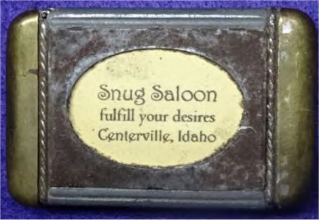 Snug Saloon
fulfill your desires
Centerville, Idaho